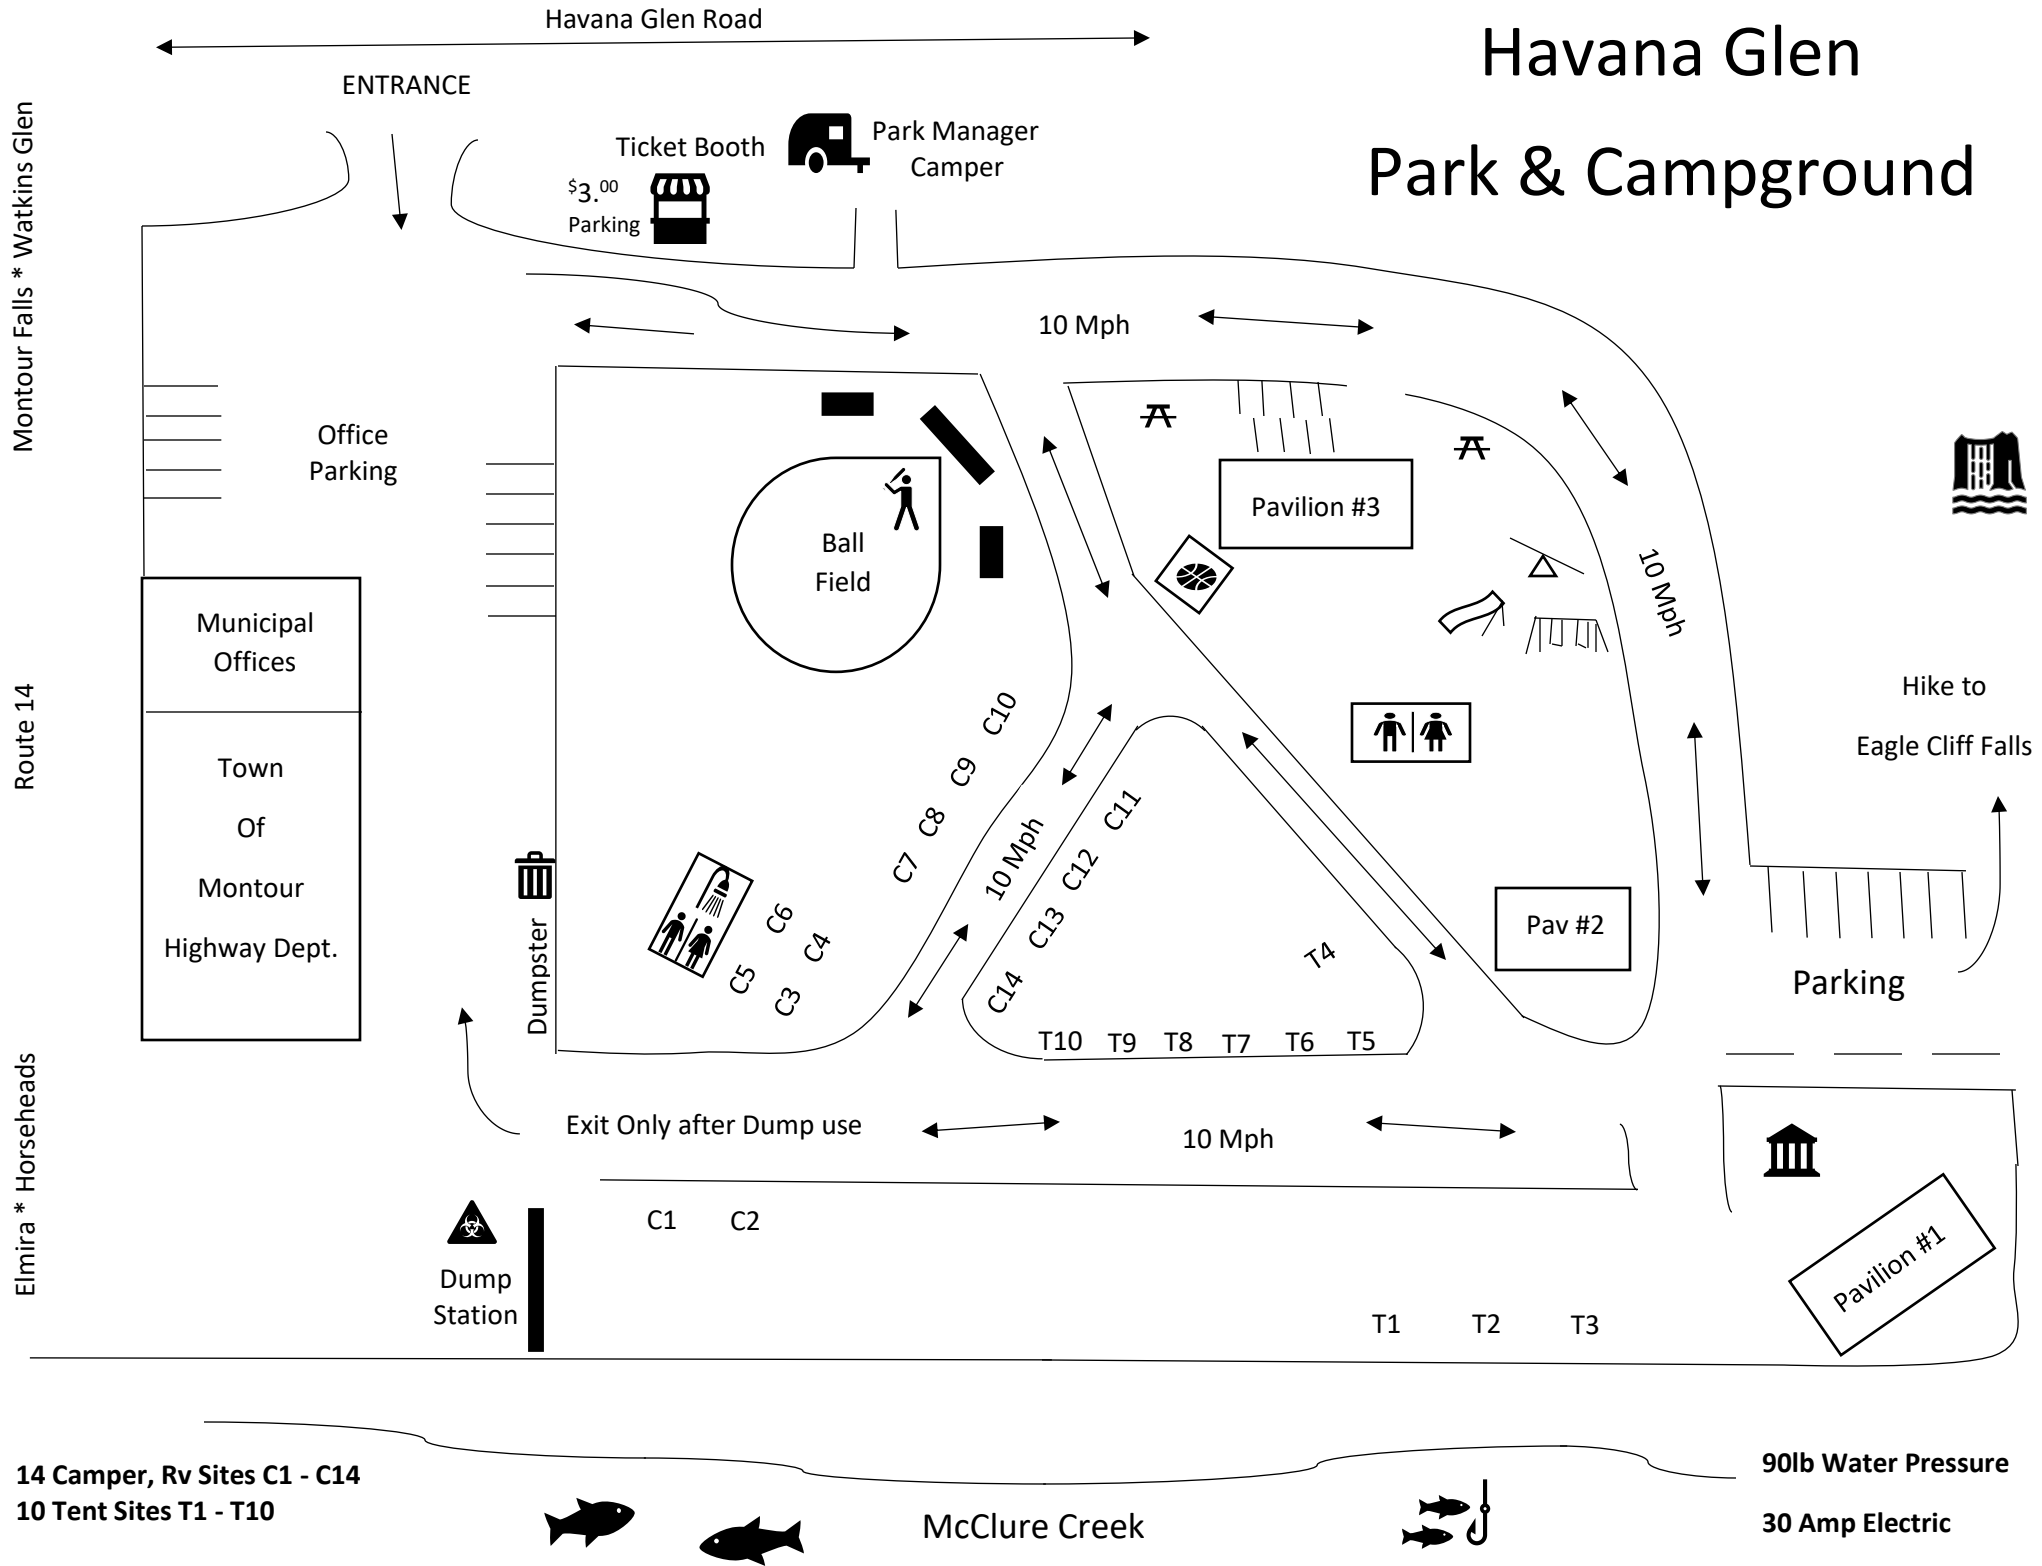 Havana Glen Road
Havana Glen
Park & Campground
ENTRANCE
Ticket Booth
$3.00
Parking
Park Manager
Camper
Montour Falls * Watkins Glen
Route 14
Elmira * Horseheads
10 Mph
Office
Parking
Pavilion #3
Ball
Field
10 Mph
Municipal
Offices
Town
Of
Montour
Highway Dept.
Hike to
Eagle Cliff Falls
C10
C9
C8
C7
C11
C12
C13
C14
10 Mph
C6
C4
C5
C3
Dumpster
T4
Pav #2
Parking
T10 T9 T8 T7 T6 T5
Exit Only after Dump use
10 Mph
C1 C2
Dump
Station
T1 T2 T3
Pavilion #1
14 Camper, Rv Sites C1 - C14
10 Tent Sites T1 - T10
McClure Creek
90lb Water Pressure
30 Amp Electric